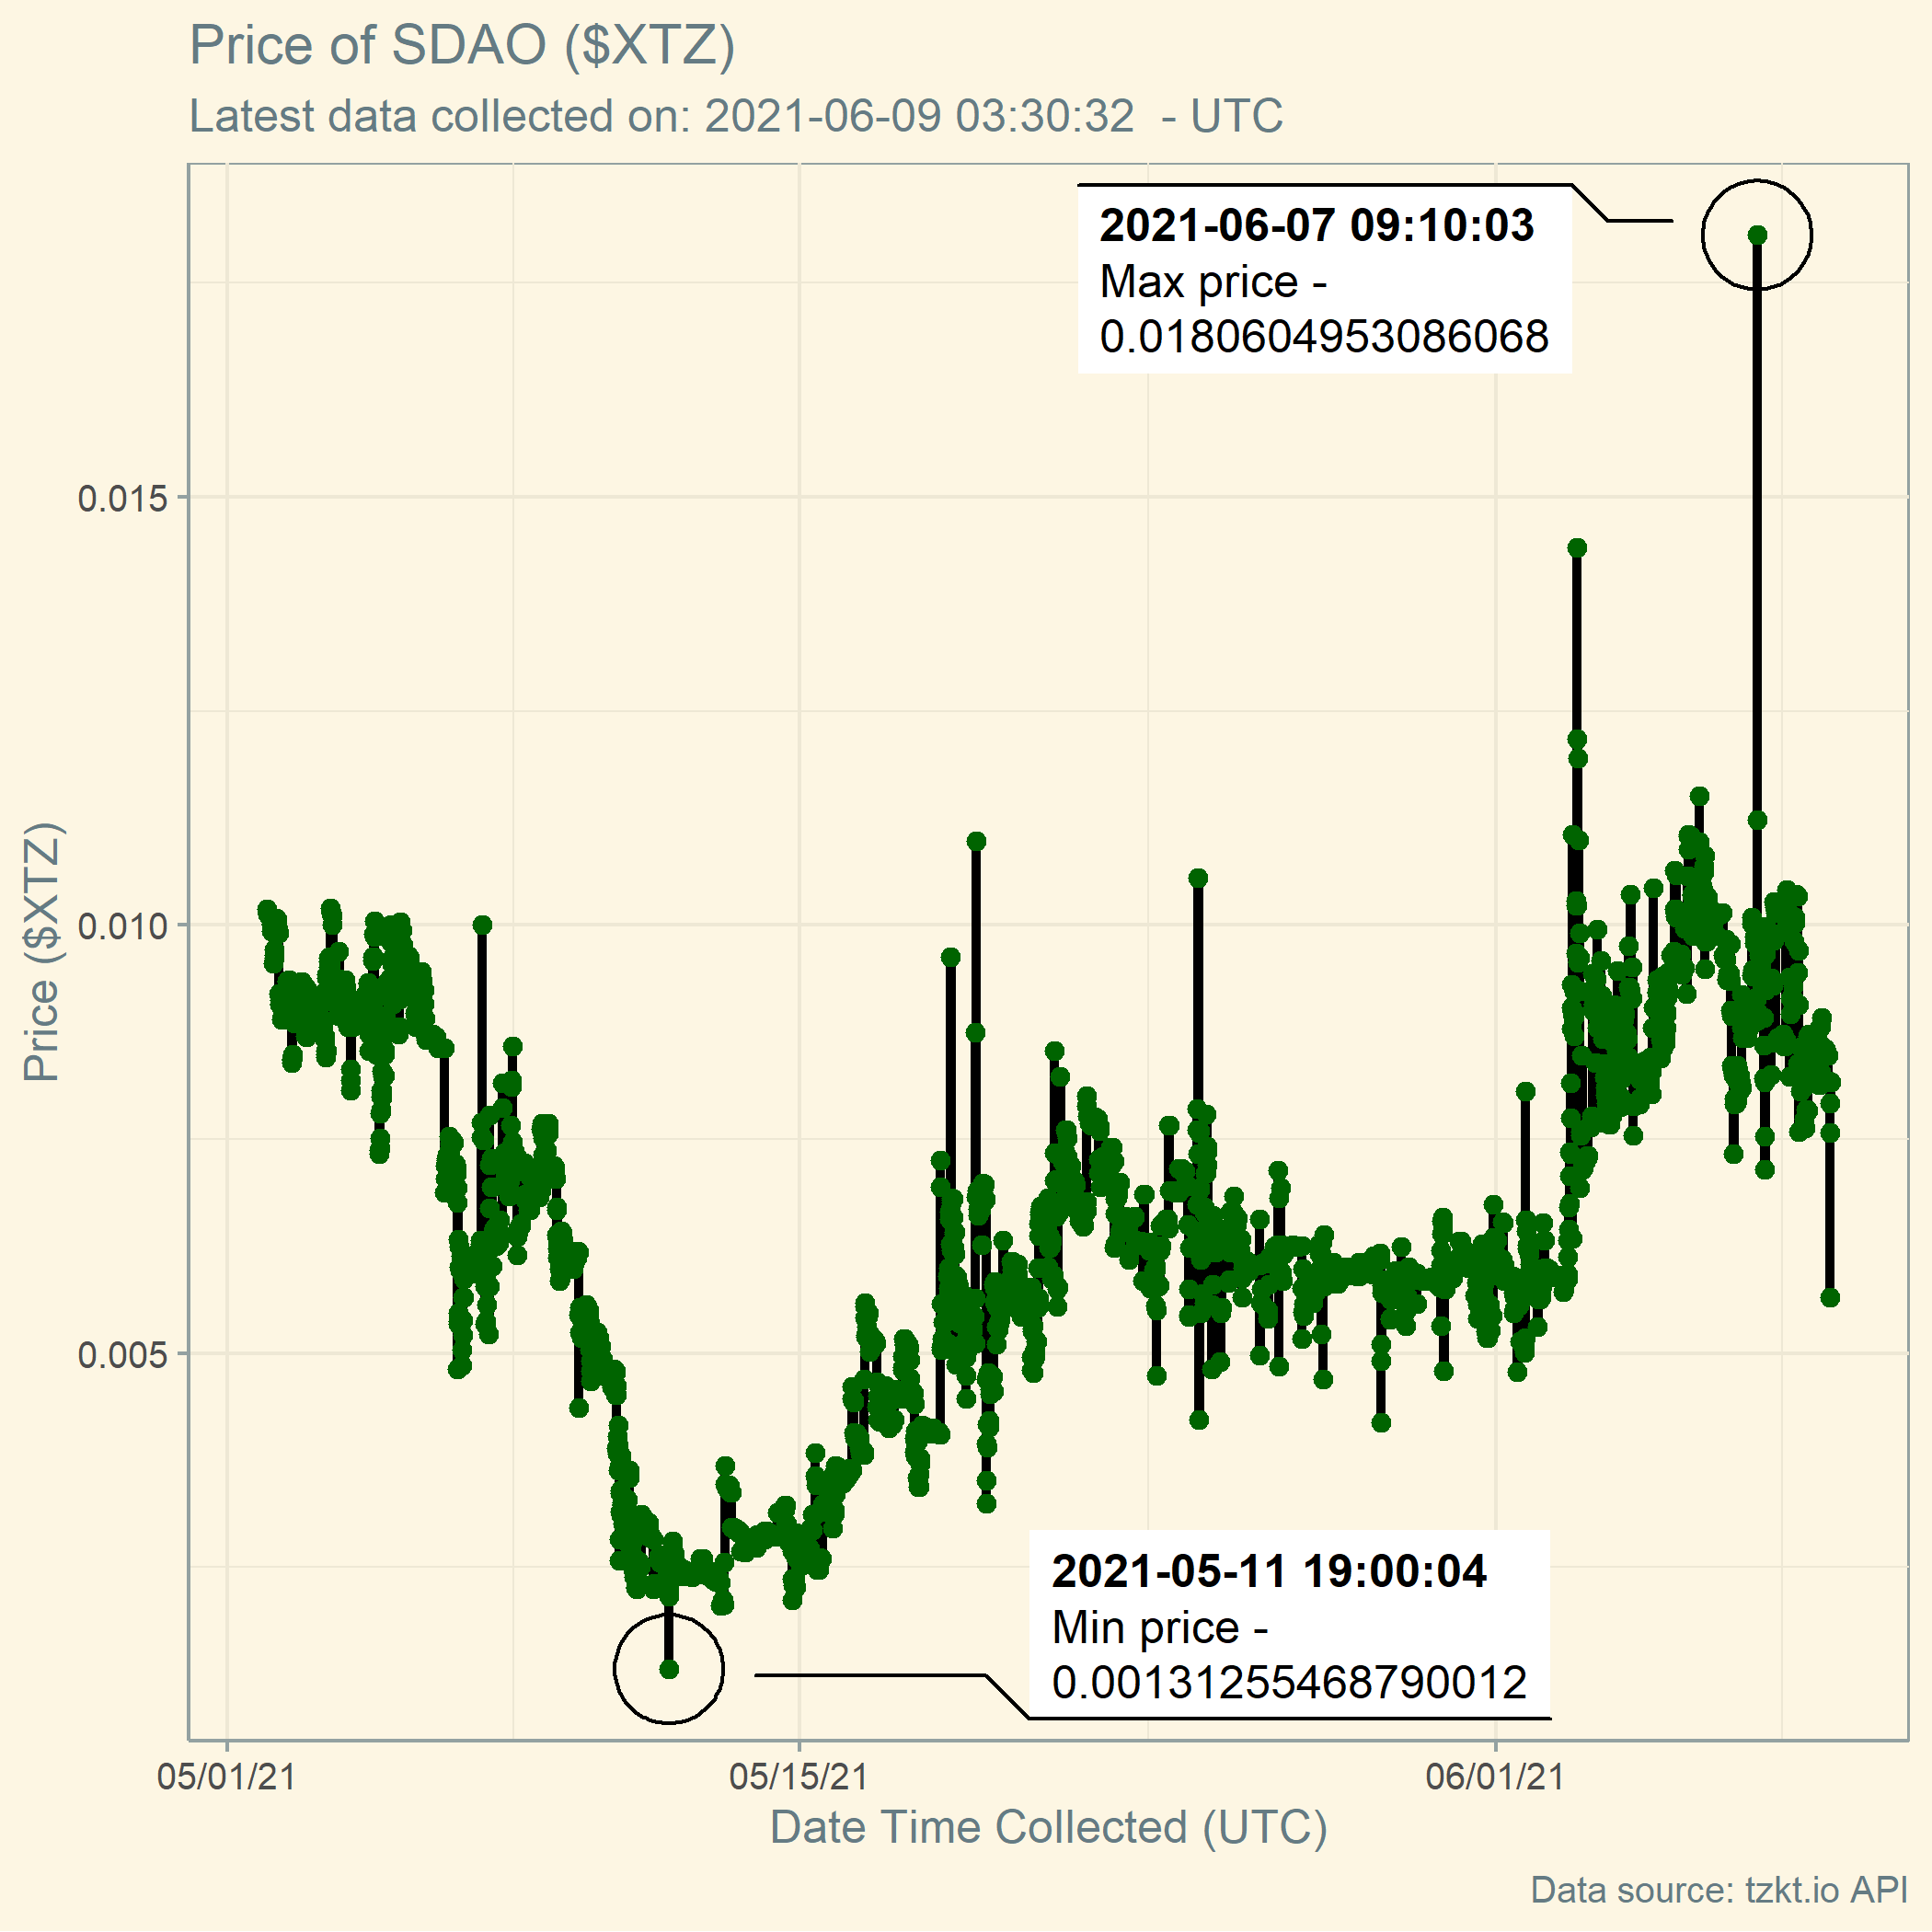 Price of SDAO ($XTZ)
Latest data collected on: 2021-06-09 03:30:32  - UTC
2021-06-07 09:10:03
Max price -
0.0180604953086068
0.015
0.010
0.005
Price ($XTZ)
2021-05-11 19:00:04
Min price -
0.00131255468790012
05/01/21
05/15/21
06/01/21
Date Time Collected (UTC)
Data source: tzkt.io API